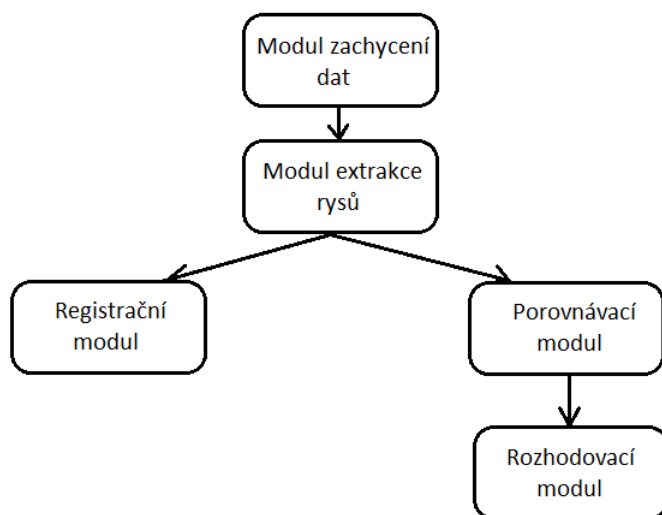 Modul zachycení
dat
Modul extrakce
rysů
Registrační
modul
Porovnávací
modul
Rozhodovací
modul